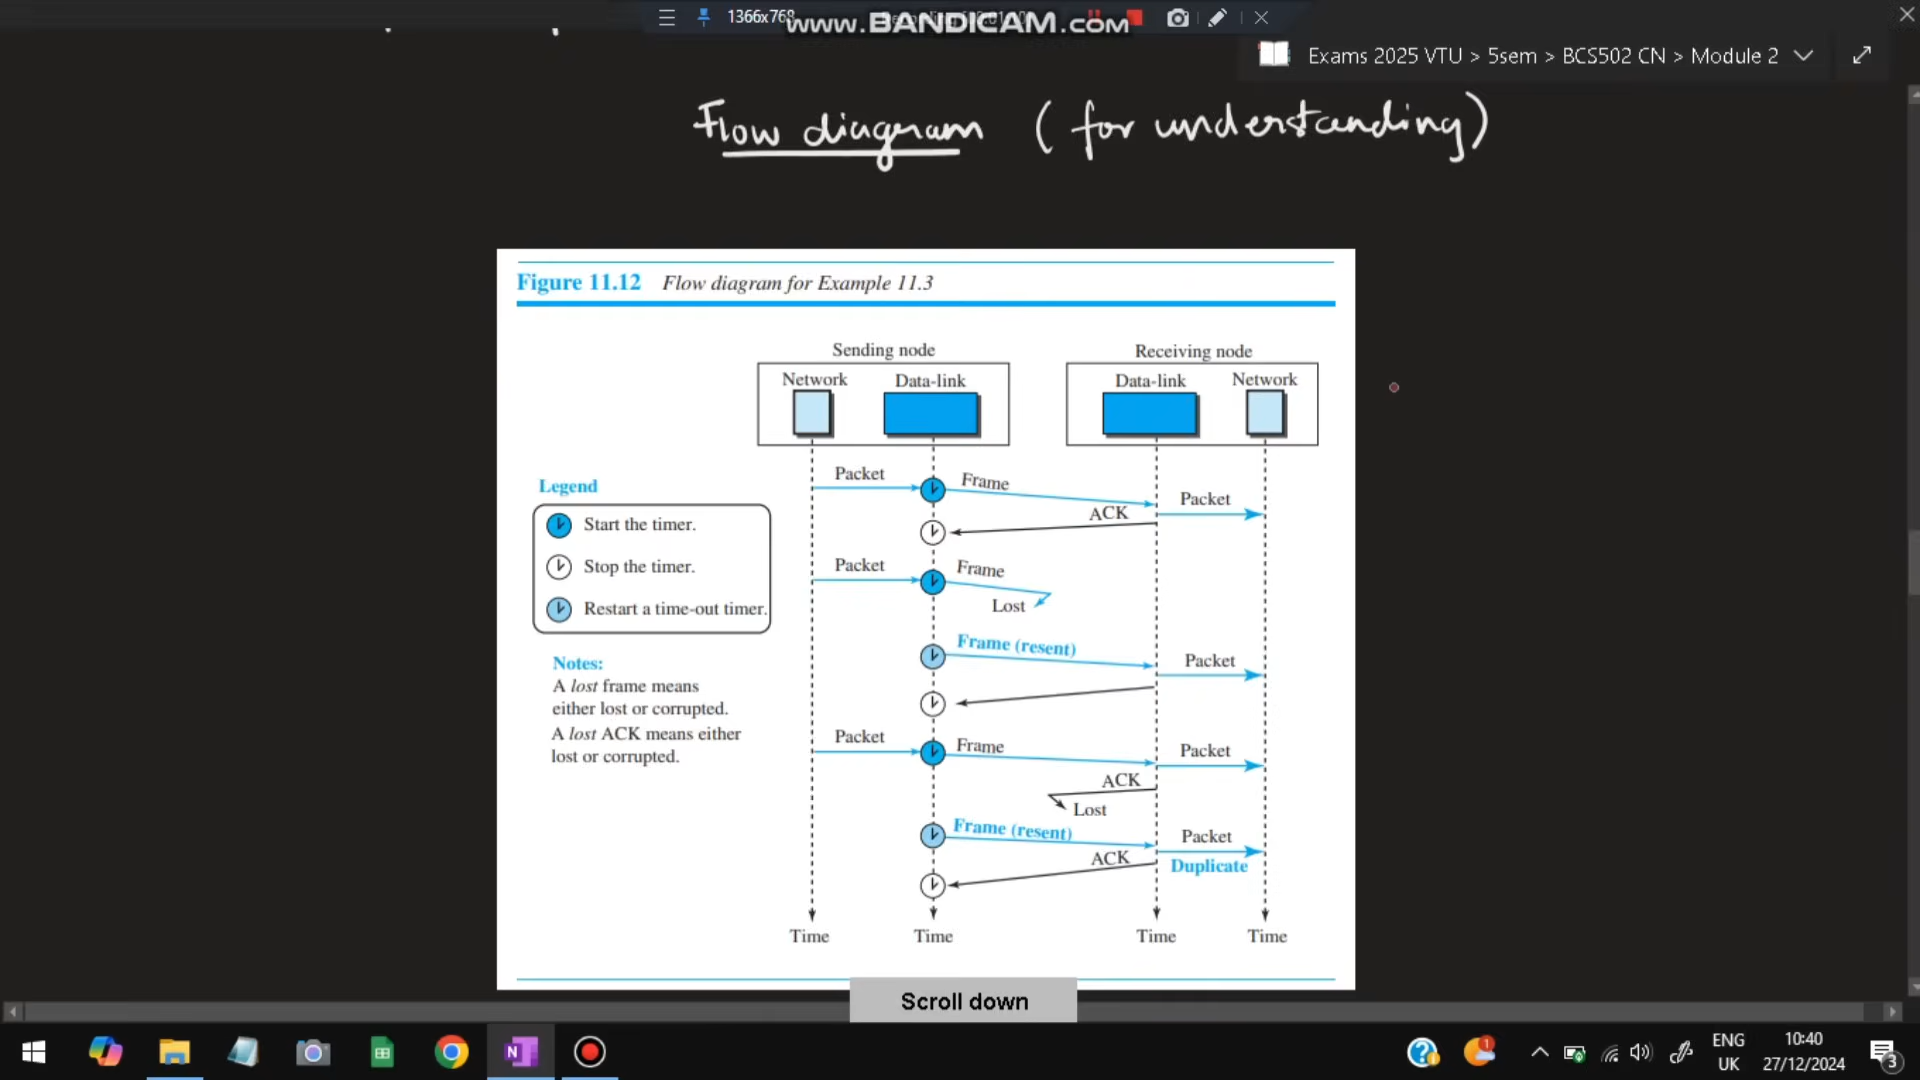 1366x768
www.BANDICAM.com
Exams 2025 VTU > 5sem > BCS502 CN > Module 2
Flow diagram (for understanding)
Figure 11.12 Flow diagram for Example 11.3
Sending node
Receiving node
Network Data-link
Data-link Network
Packet Frame
Packet
ACK
Legend
Start the timer.
Stop the timer.
Restart a time-out timer.
Packet Frame
Lost
Frame (resent)
Packet
Notes:
A lost frame means
either lost or corrupted.
A lost ACK means either
lost or corrupted.
Packet Frame
Packet
ACK
Lost
Frame (resent)
Packet
ACK
Duplicate
Time Time Time Time
Scroll down
ENG
UK
10:40
27/12/2024
1
3